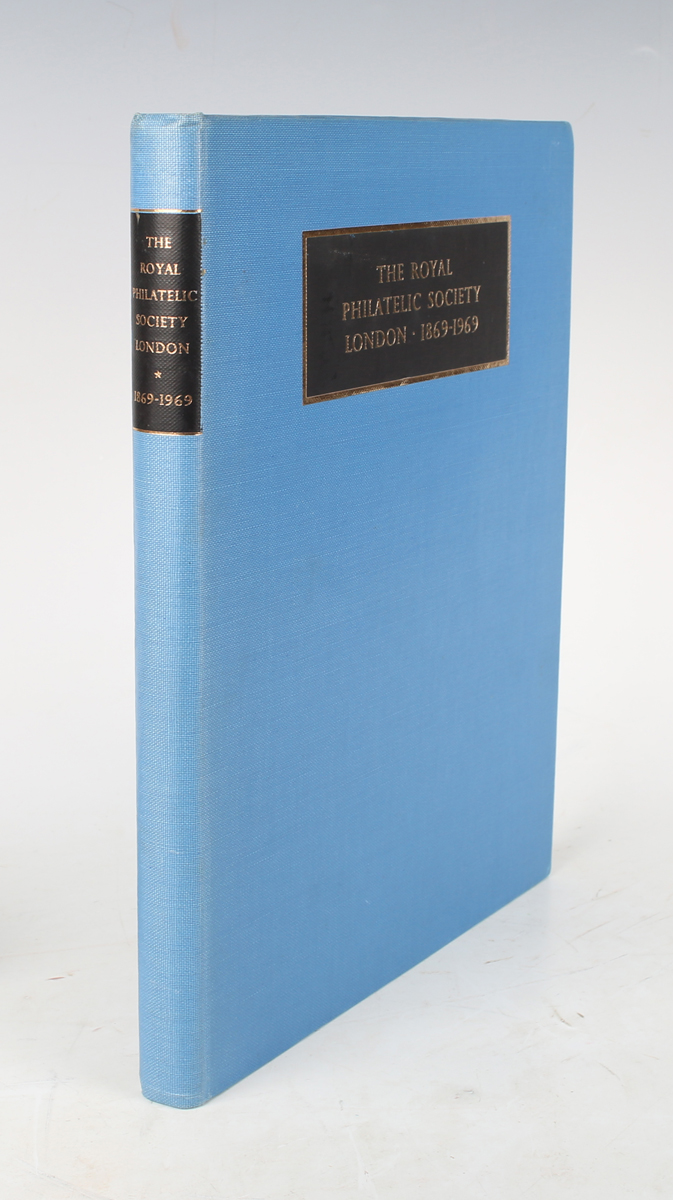 THE
ROYAL
PHILATELIC
SOCIETY
LONDON
*
1869-1969
THE ROYAL
PHILATELIC SOCIETY
LONDON · 1869-1969